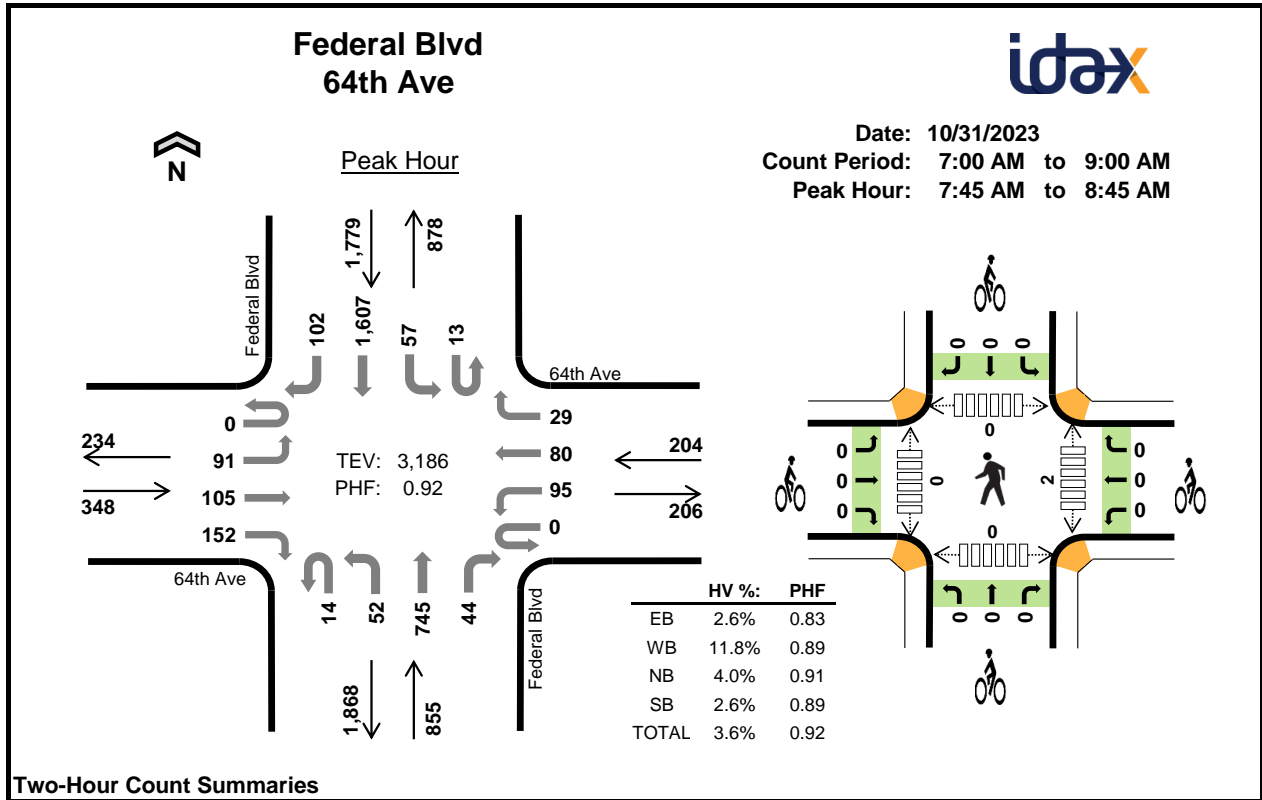 Federal Blvd
64th Ave
idax
N
Peak Hour
Date: 10/31/2023
Count Period: 7:00 AM to 9:00 AM
Peak Hour: 7:45 AM to 8:45 AM
1,779
878
Federal Blvd
102
1,607
57
13
64th Ave
0
91
105
152
234
348
TEV: 3,186
PHF: 0.92
29
80
95
0
204
206
64th Ave
14
52
745
44
Federal Blvd
1,868
855
HV %: PHF
EB 2.6% 0.83
WB 11.8% 0.89
NB 4.0% 0.91
SB 2.6% 0.89
TOTAL 3.6% 0.92
0 0 0
0
0
0
0
0
2
0
0
0
0
0
0 0 0
Two-Hour Count Summaries